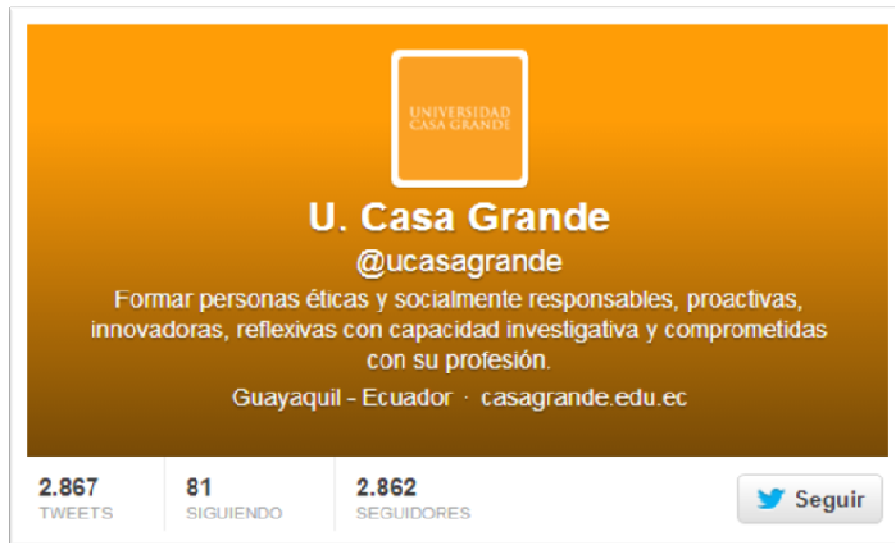 UNIVERSIDAD
CASA GRANDE
U. Casa Grande
@ucasagrande
Formar personas éticas y socialmente responsables, proactivas,
innovadoras, reflexivas con capacidad investigativa y comprometidas
con su profesión.
Guayaquil - Ecuador · casagrande.edu.ec
2.867 81 2.862
TWEETS SIGUIENDO SEGUIDORES
Seguir